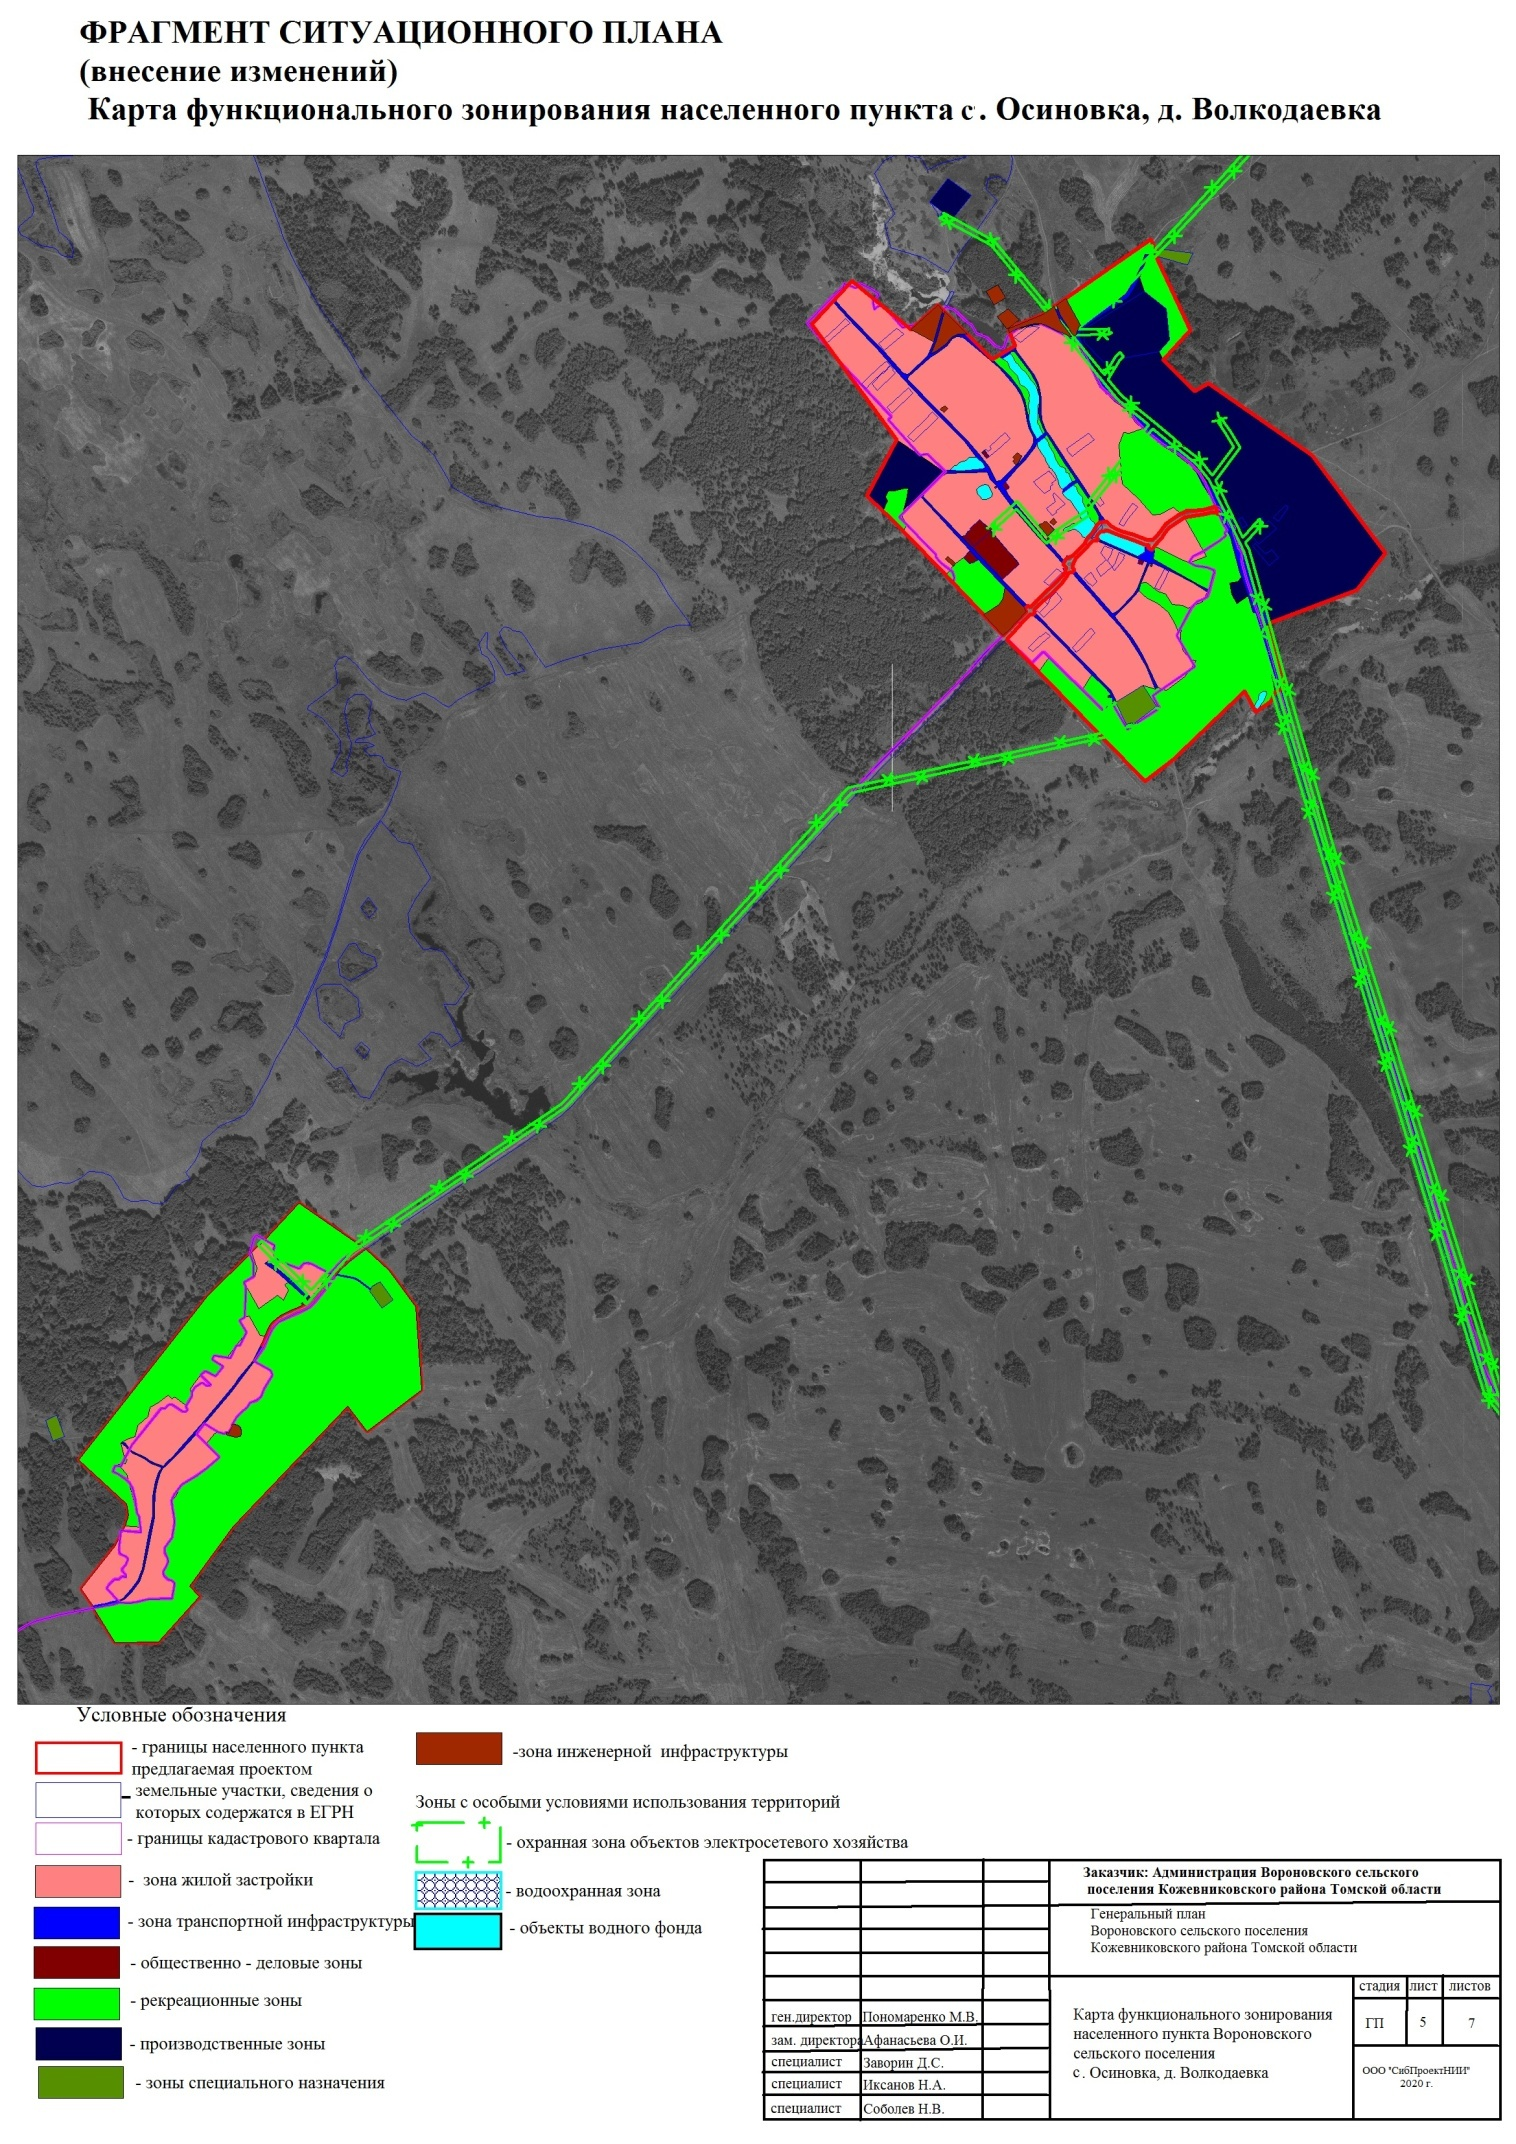 ФРАГМЕНТ СИТУАЦИОННОГО ПЛАНА
(внесение изменений)
Карта функционального зонирования населенного пункта с. Осиновка, д. Волкодаевка
Условные обозначения
- границы населенного пункта
предлагаемая проектом
земельные участки, сведения о
которых содержатся в ЕГРН
- границы кадастрового квартала
- зона жилой застройки
- зона транспортной инфраструктуры
- общественно - деловые зоны
- рекреационные зоны
- производственные зоны
- зоны специального назначения
-зона инженерной инфраструктуры
Зоны с особыми условиями использования территорий
- охранная зона объектов электросетевого хозяйства
- водоохранная зона
- объекты водного фонда
Заказчик: Администрация Вороновского сельского
поселения Кожевниковского района Томской области
Генеральный план
Вороновского сельского поселения
Кожевниковского района Томской области
стадия лист листов
ГП 5 7
Карта функционального зонирования
населенного пункта Вороновского
сельского поселения
с. Осиновка, д. Волкодаевка
ООО "СибПроектНИИ"
2020 г.
ген.директор Пономаренко М.В.
зам. директора Афанасьева О.И.
специалист Заворин Д.С.
специалист Иксанов Н.А.
специалист Соболев Н.В.